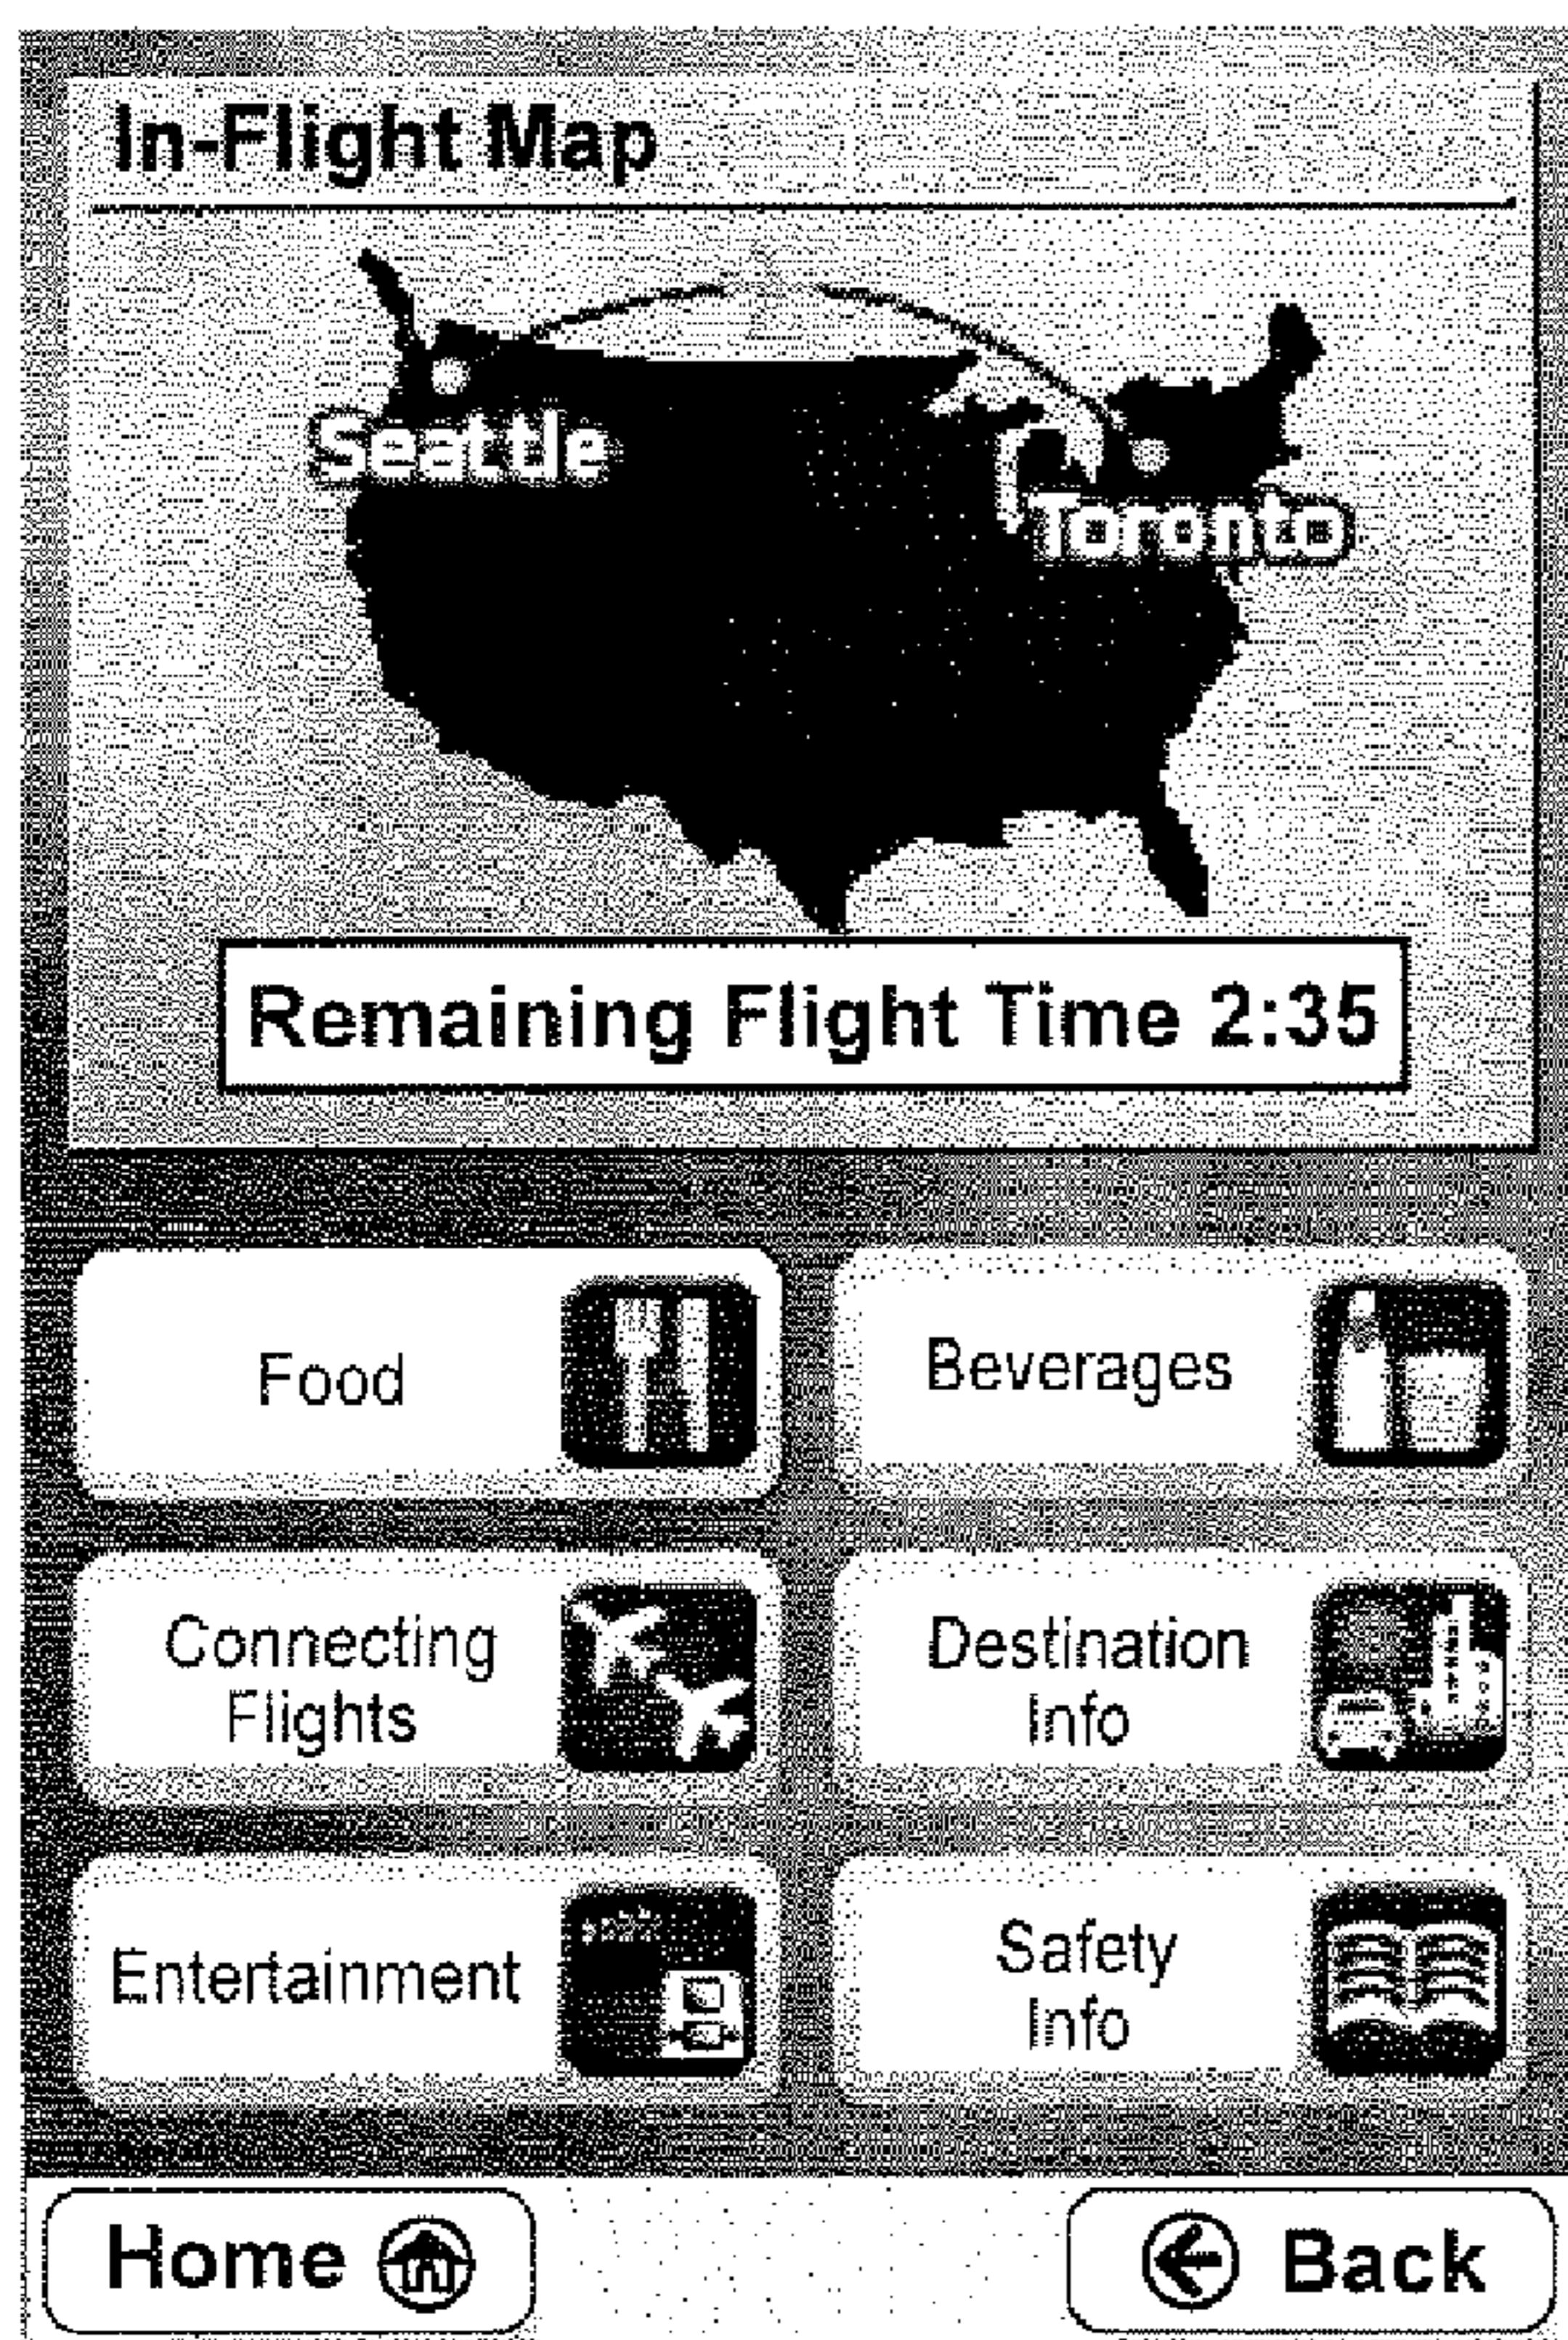 In-Flight Map
Seattle
Toronto
Remaining Flight Time 2:35
Food
Beverages
Connecting
Flights
Destination
Info
Entertainment
Safety
Info
Home
Back